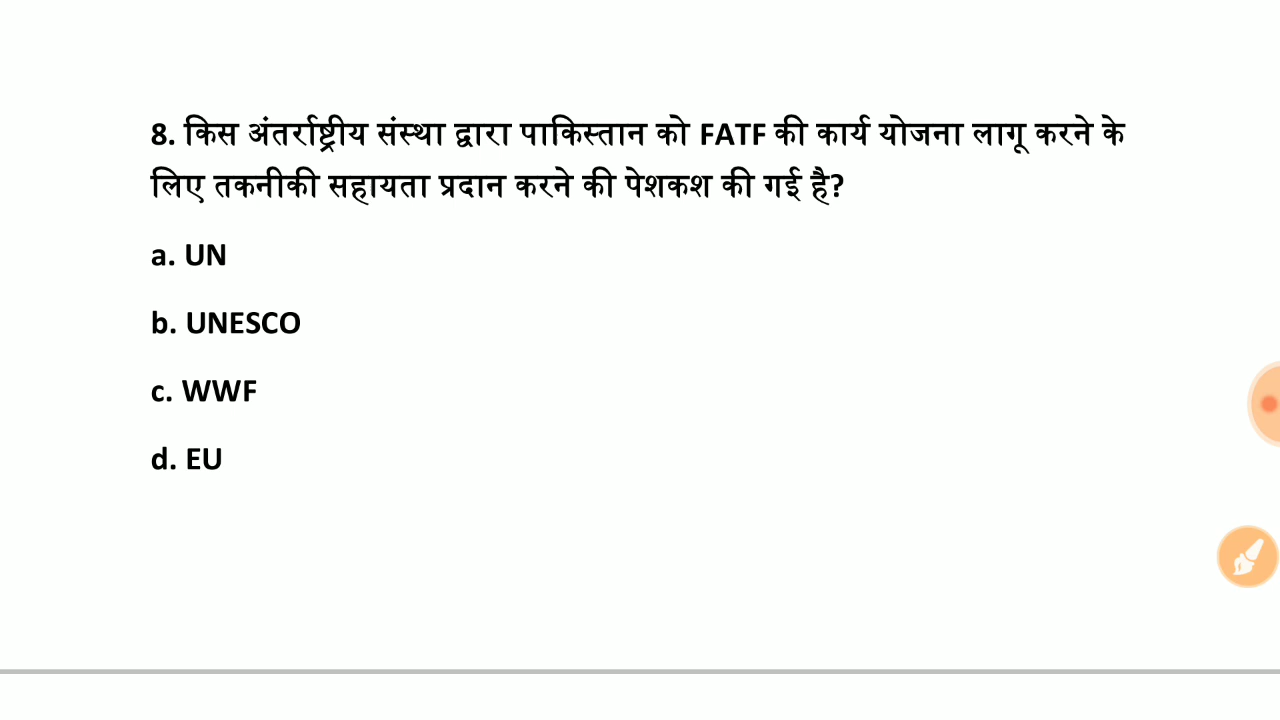 8. किस अंतर्राष्ट्रीय संस्था द्वारा पाकिस्तान को FATF की कार्य योजना लागू करने के
लिए तकनीकी सहायता प्रदान करने की पेशकश की गई है?
a. UN
b. UNESCO
c. WWF
d. EU